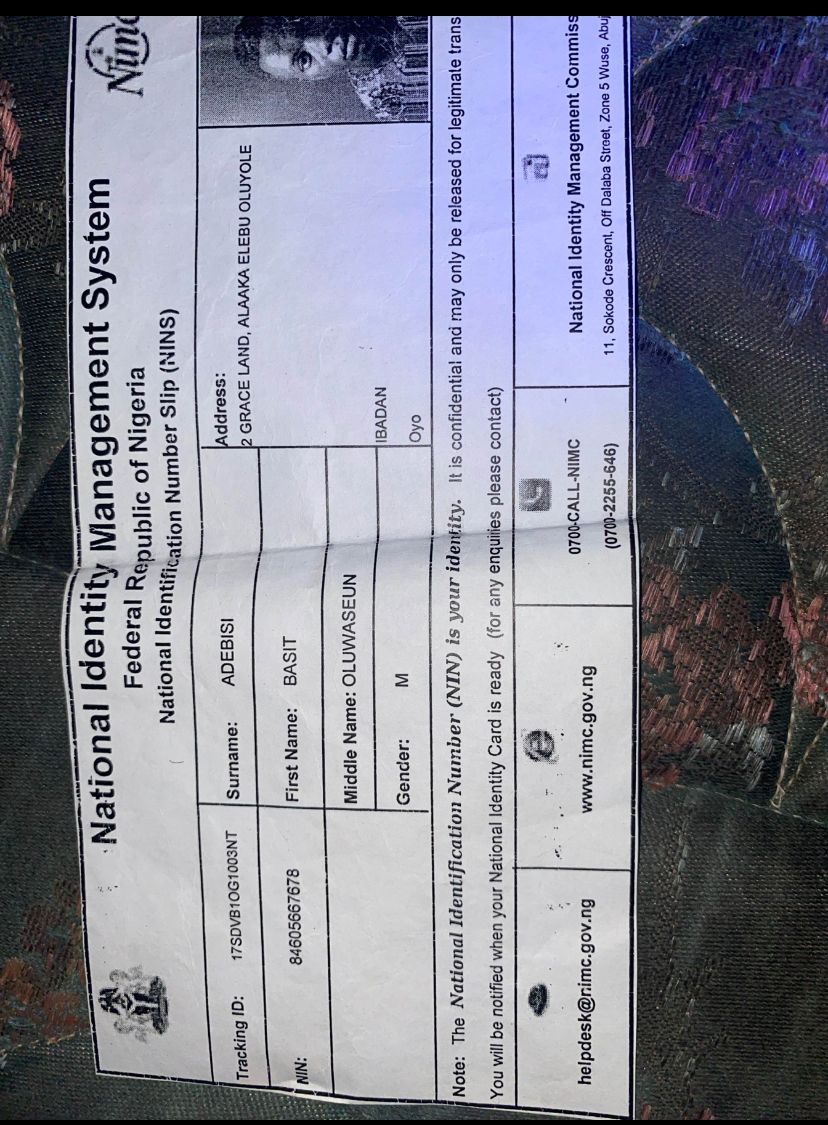 National Identity Management System
Federal Republic of Nigeria
National Identification Number Slip (NINS)
Tracking ID: 17SDVB1OG1003NT
Surname: ADEBISI
Address:
2 GRACE LAND, ALAAKA ELEBU OLUYOLE
NIN: 84605667678
First Name: BASIT
Middle Name: OLUWASEUN
IBADAN
Gender: M
Oyo
Note: The National Identification Number (NIN) is your identity. It is confidential and may only be released for legitimate trans
You will be notified when your National Identity Card is ready (for any enquiries please contact)
helpdesk@nimc.gov.ng
www.nimc.gov.ng
0700-CALL-NIMC
(0700-2255-646)
National Identity Management Commiss
11, Sokode Crescent, Off Dalaba Street, Zone 5 Wuse, Abuj